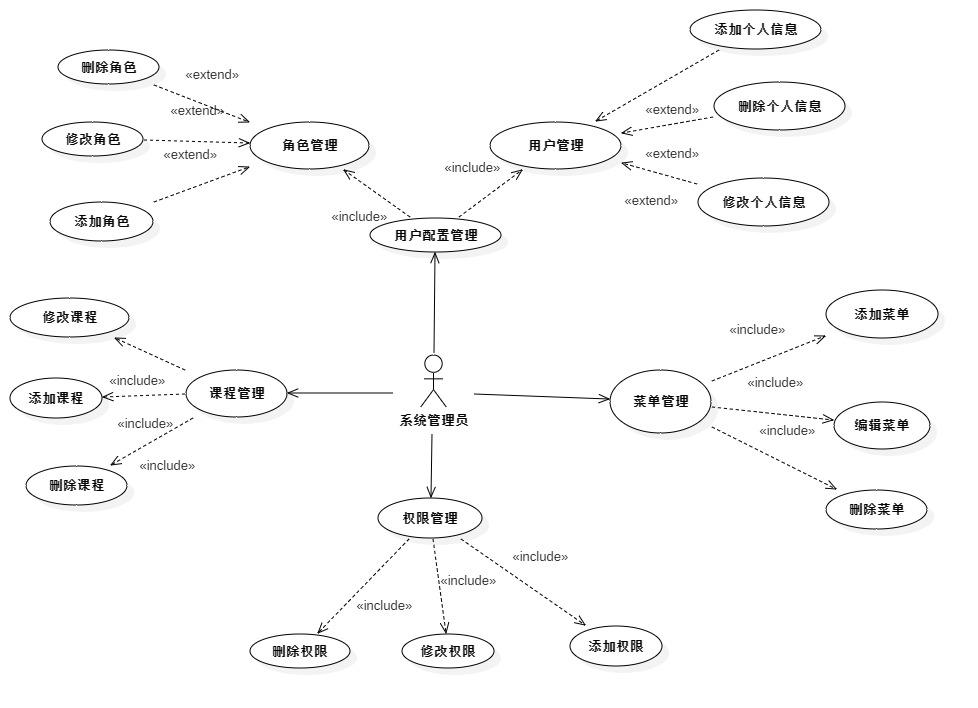 添加个人信息
删除角色
«extend»
删除个人信息
«extend»
«extend»
修改角色
角色管理
用户管理
«extend»
«extend»
«include»
修改个人信息
«extend»
添加角色
«include»
用户配置管理
修改课程
添加菜单
«include»
«include»
«include»
添加课程
课程管理
菜单管理
系统管理员
«include»
«include»
编辑菜单
«include»
删除课程
删除菜单
权限管理
«include»
«include»
«include»
删除权限
修改权限
添加权限